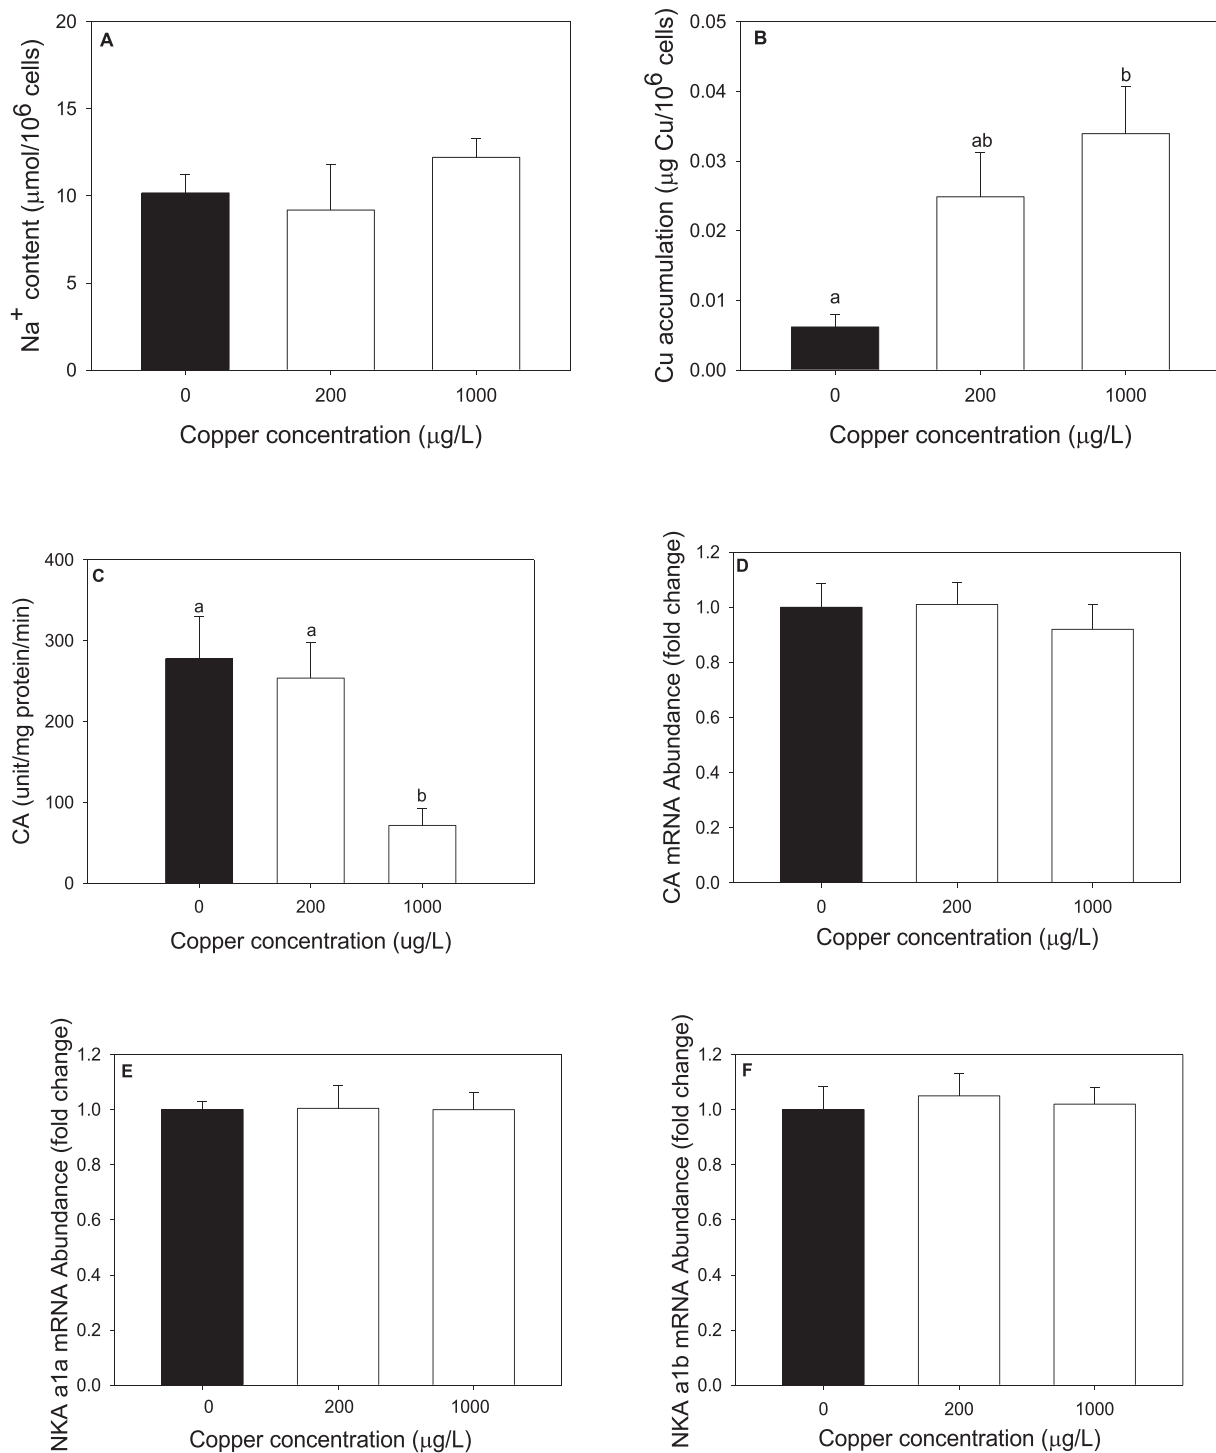 A
Na+ content (μmol/10^6 cells)
20
15
10
5
0
0 200 1000
Copper concentration (μg/L)
B
Cu accumulation (μg Cu/10^6 cells)
0.05
0.04
0.03
0.02
0.01
0.00
a
ab
b
0 200 1000
Copper concentration (μg/L)
C
CA (unit/mg protein/min)
400
300
200
100
0
a
a
b
0 200 1000
Copper concentration (ug/L)
D
CA mRNA Abundance (fold change)
1.2
1.0
0.8
0.6
0.4
0.2
0.0
0 200 1000
Copper concentration (μg/L)
E
NKA a1a mRNA Abundance (fold change)
1.2
1.0
0.8
0.6
0.4
0.2
0.0
0 200 1000
Copper concentration (μg/L)
F
NKA a1b mRNA Abundance (fold change)
1.2
1.0
0.8
0.6
0.4
0.2
0.0
0 200 1000
Copper concentration (μg/L)